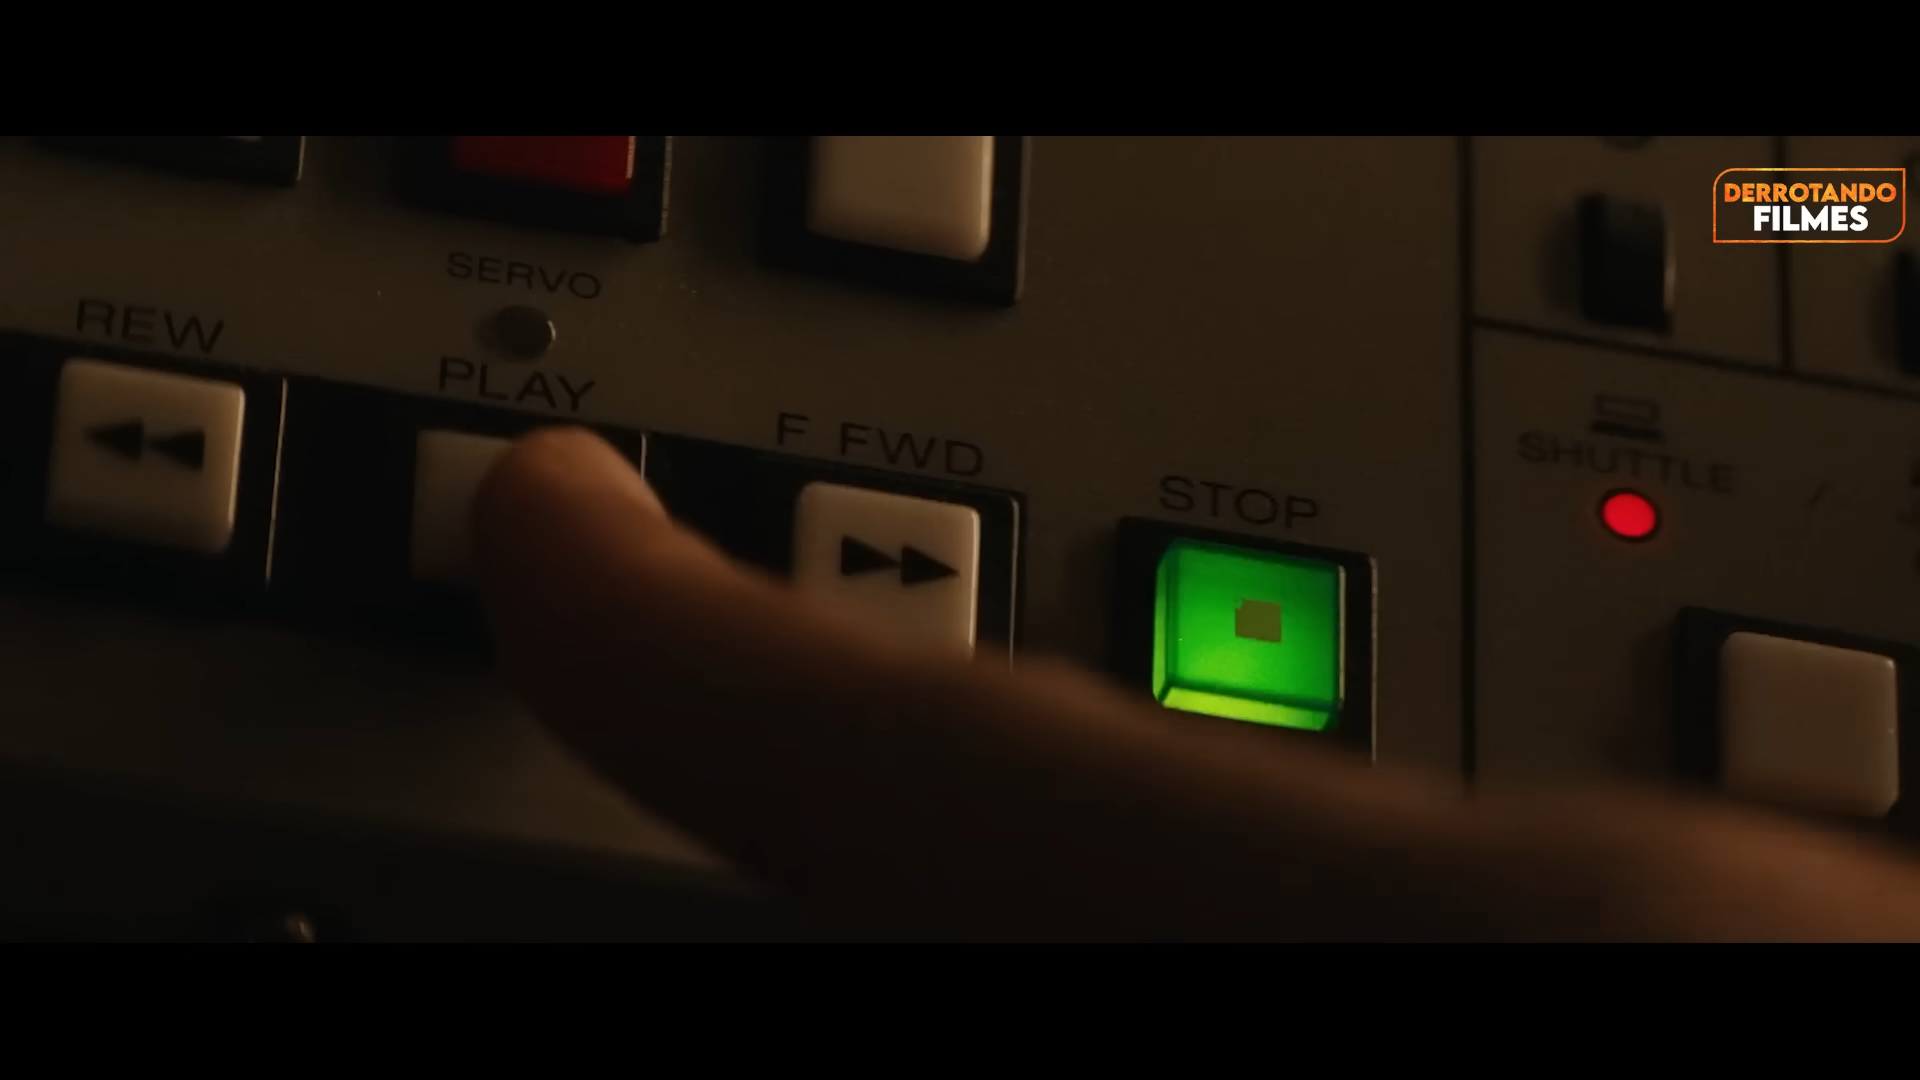 DERROTANDO
FILMES
SERVO
REW
PLAY
F FWD
STOP
SHUTTLE